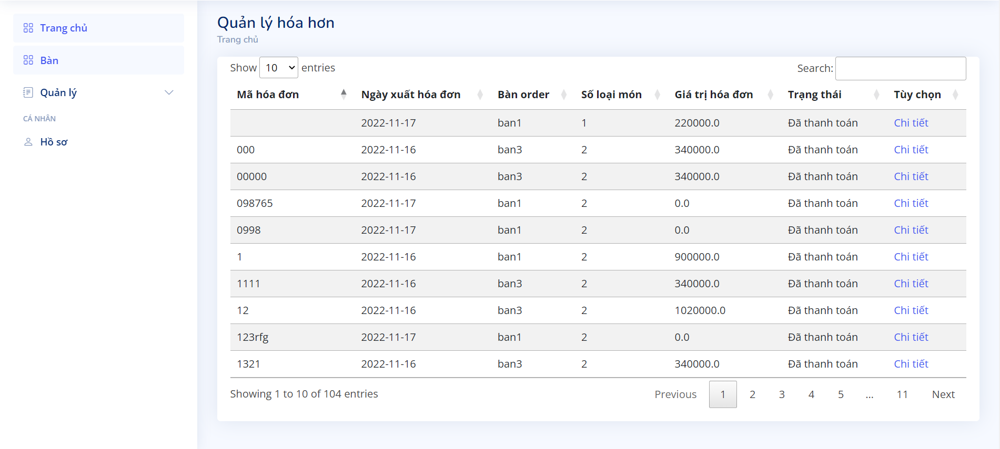 Trang chủ
Bàn
Quản lý
CÁ NHÂN
Hồ sơ
Quản lý hóa hơn
Trang chủ
Show 10 entries
Search:
Mã hóa đơn Ngày xuất hóa đơn Bàn order Số loại món Giá trị hóa đơn Trạng thái Tùy chọn
2022-11-17 ban1 1 220000.0 Đã thanh toán Chi tiết
000 2022-11-16 ban3 2 340000.0 Đã thanh toán Chi tiết
00000 2022-11-16 ban3 2 340000.0 Đã thanh toán Chi tiết
098765 2022-11-17 ban1 2 0.0 Đã thanh toán Chi tiết
0998 2022-11-17 ban1 2 0.0 Đã thanh toán Chi tiết
1 2022-11-16 ban1 2 900000.0 Đã thanh toán Chi tiết
1111 2022-11-16 ban3 2 340000.0 Đã thanh toán Chi tiết
12 2022-11-16 ban3 2 1020000.0 Đã thanh toán Chi tiết
123rfg 2022-11-17 ban1 2 0.0 Đã thanh toán Chi tiết
1321 2022-11-16 ban3 2 340000.0 Đã thanh toán Chi tiết
Showing 1 to 10 of 104 entries
Previous 1 2 3 4 5 … 11 Next